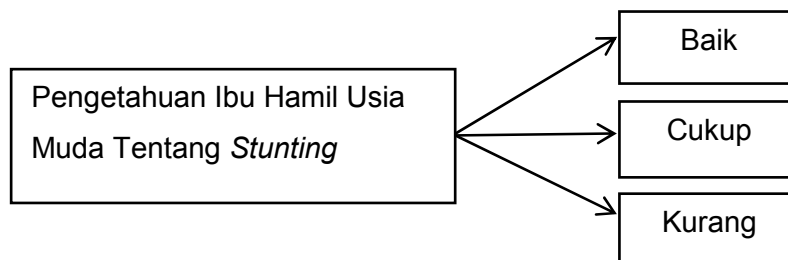 Pengetahuan Ibu Hamil Usia
Muda Tentang Stunting
Baik
Cukup
Kurang